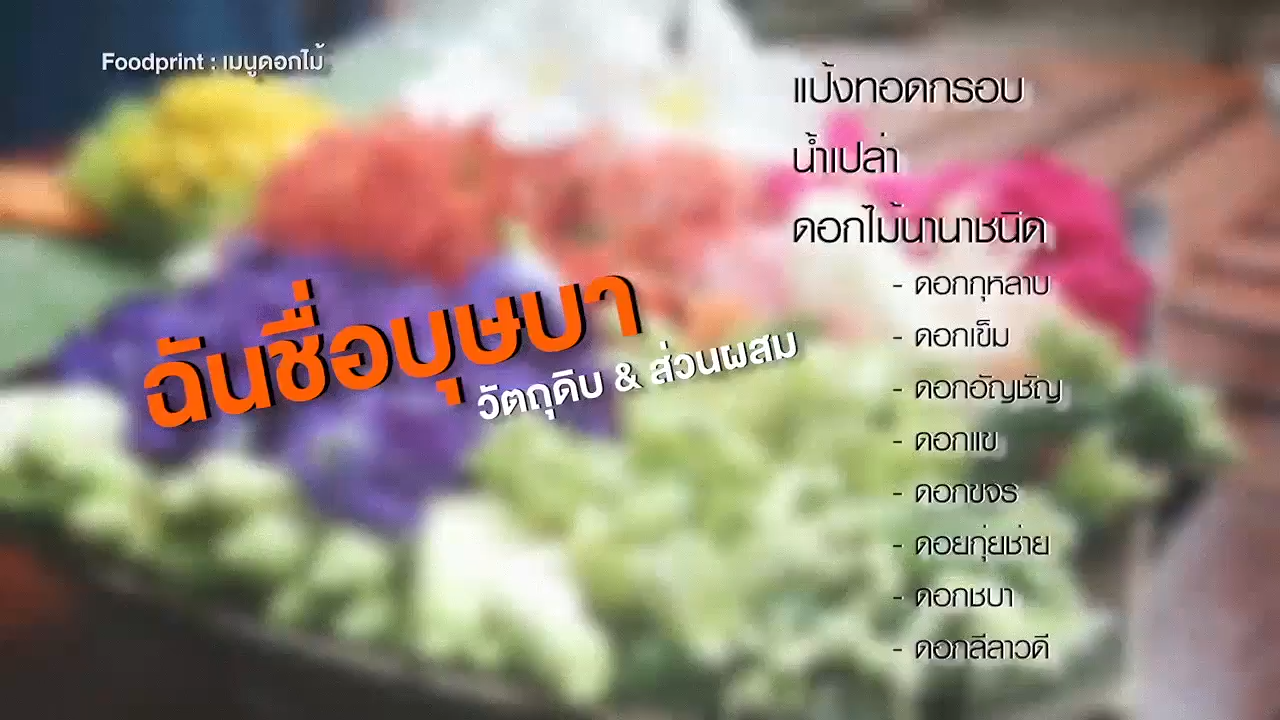 Foodprint : เมนูดอกไม้
ฉันชื่อบุษบา
วัตถุดิบ & ส่วนผสม
แป้งทอดกรอบ
น้ำเปล่า
ดอกไม้นานาชนิด
- ดอกกุหลาบ
- ดอกเข็ม
- ดอกอัญชัญ
- ดอกแข
- ดอกขจร
- ดอยกุ่ยช่าย
- ดอกชบา
- ดอกลีลาวดี